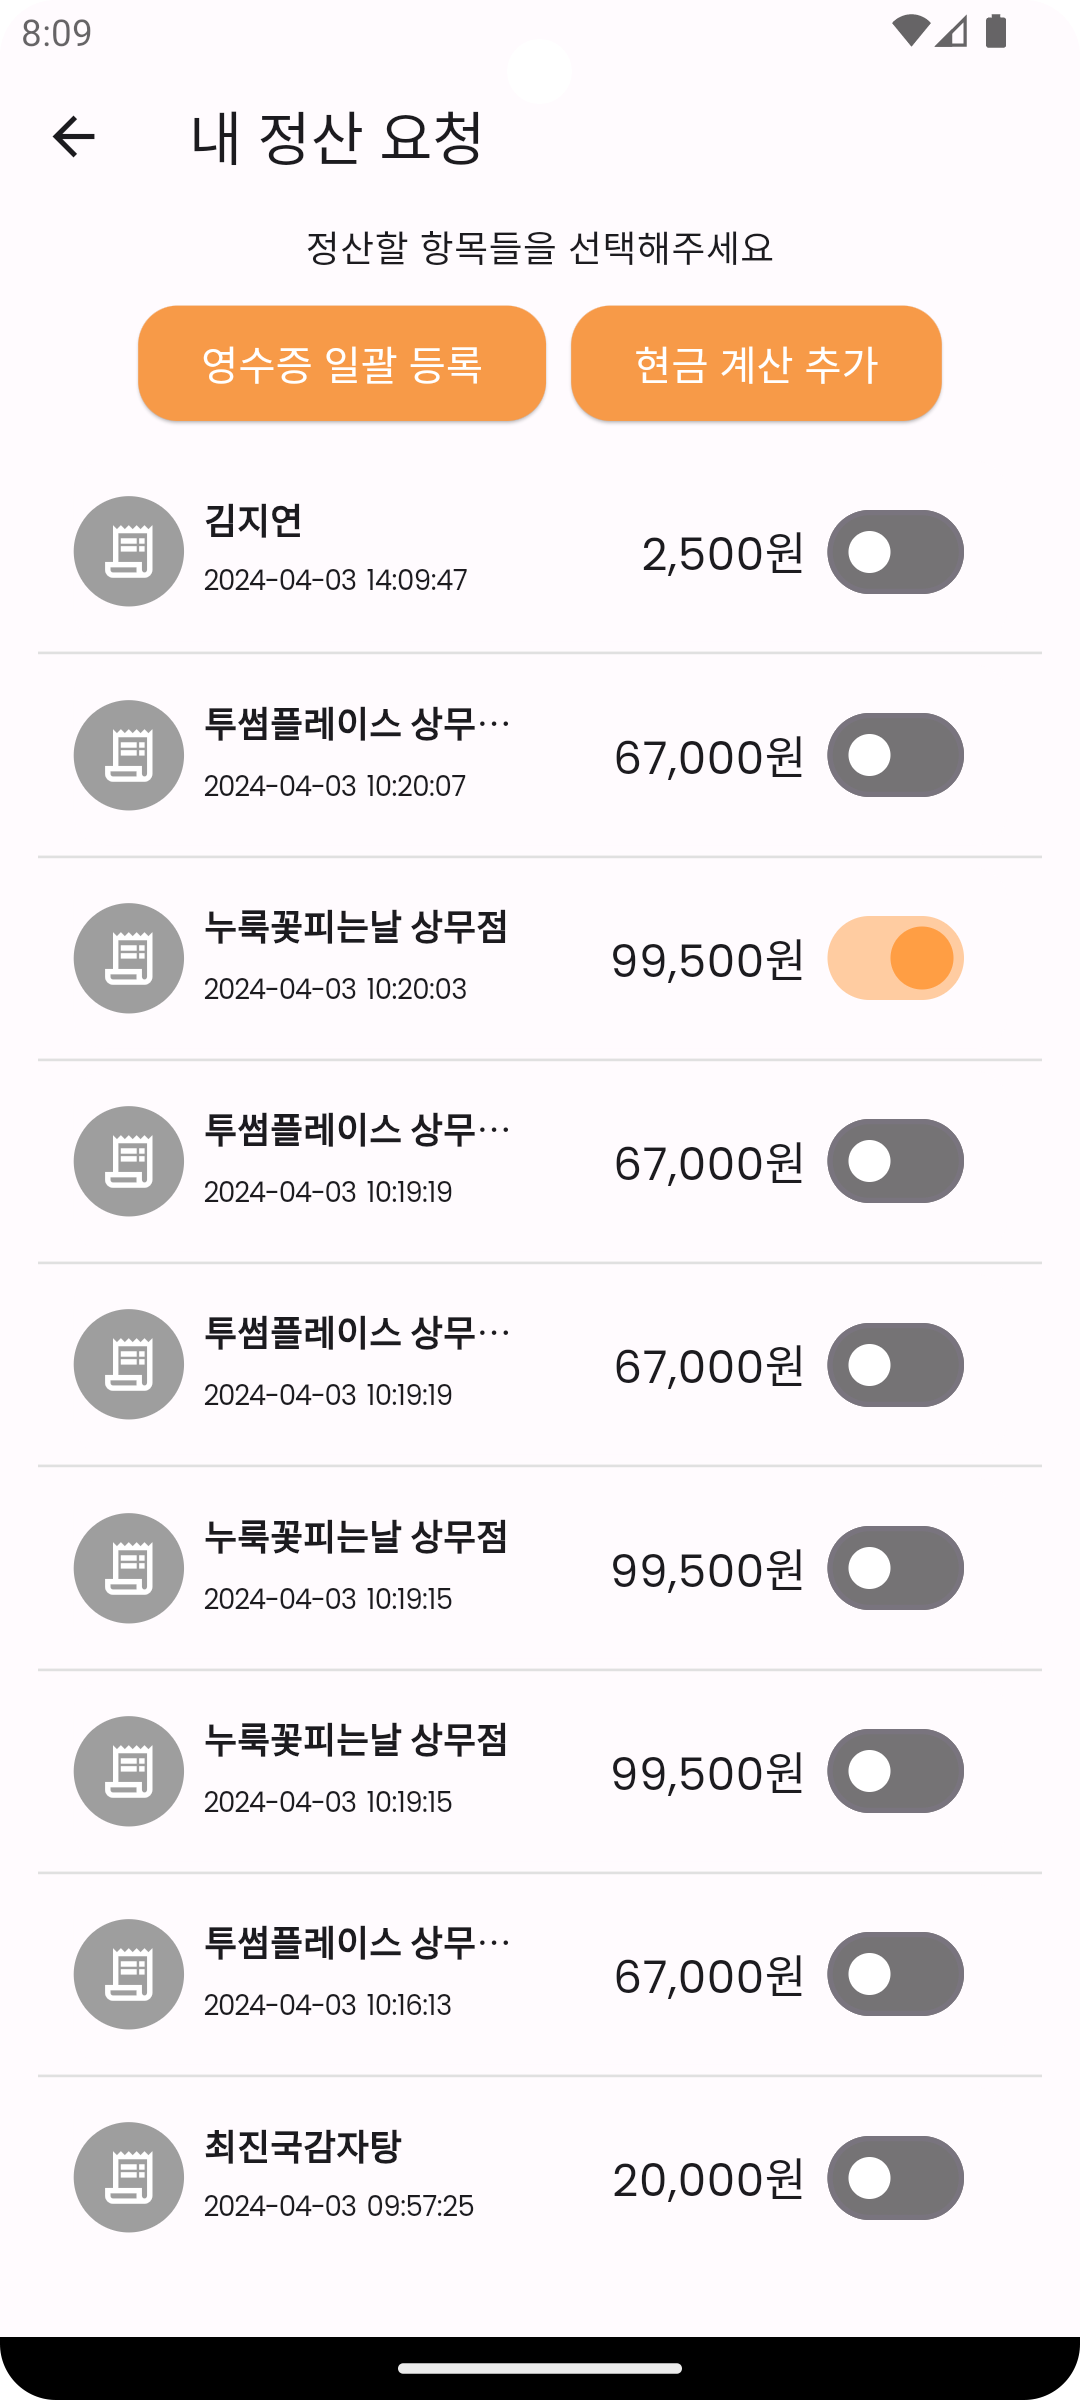 8:09
내 정산 요청
정산할 항목들을 선택해주세요
영수증 일괄 등록
현금 계산 추가
김지연
2024-04-03 14:09:47
2,500원
투썸플레이스 상무…
2024-04-03 10:20:07
67,000원
누룩꽃피는날 상무점
2024-04-03 10:20:03
99,500원
투썸플레이스 상무…
2024-04-03 10:19:19
67,000원
투썸플레이스 상무…
2024-04-03 10:19:19
67,000원
누룩꽃피는날 상무점
2024-04-03 10:19:15
99,500원
누룩꽃피는날 상무점
2024-04-03 10:19:15
99,500원
투썸플레이스 상무…
2024-04-03 10:16:13
67,000원
최진국감자탕
2024-04-03 09:57:25
20,000원